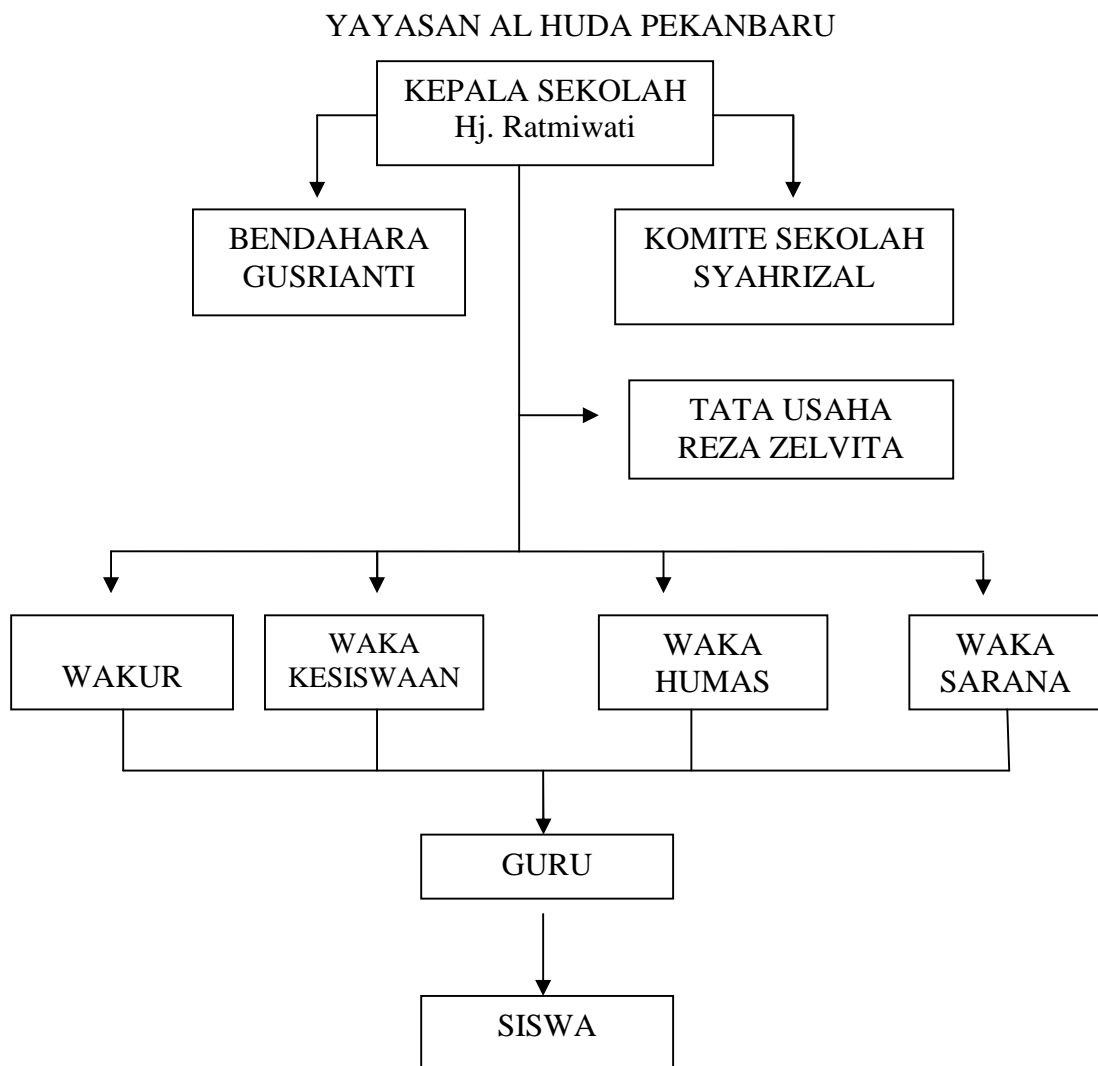 YAYASAN AL HUDA PEKANBARU
KEPALA SEKOLAH
Hj. Ratmiwati
BENDAHARA
GUSRIANTI
KOMITE SEKOLAH
SYAHRIZAL
TATA USAHA
REZA ZELVITA
WAKUR
WAKA
KESISWAAN
WAKA
HUMAS
WAKA
SARANA
GURU
SISWA